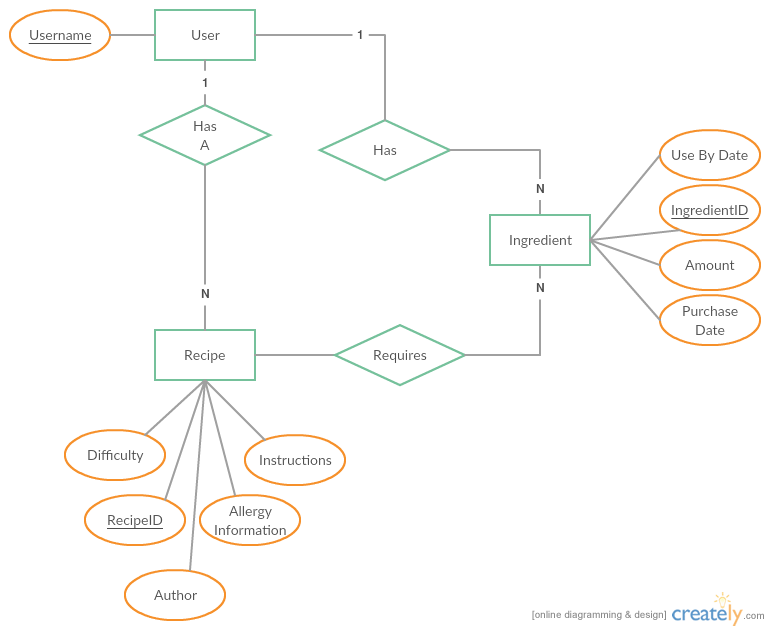 Username
User
1
1
Has
A
Has
Use By Date
N
IngredientID
Ingredient
Amount
N
N
Purchase
Date
Recipe
Requires
Difficulty
Instructions
RecipeID
Allergy
Information
Author
[online diagramming & design] creately.com